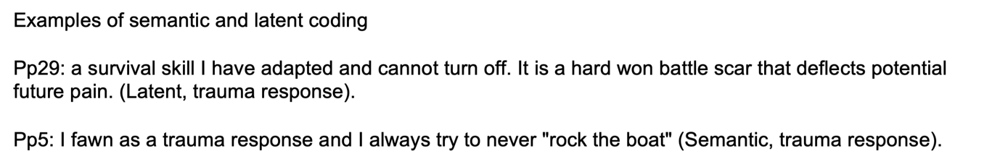 Examples of semantic and latent coding
Pp29: a survival skill I have adapted and cannot turn off. It is a hard won battle scar that deflects potential
future pain. (Latent, trauma response).
Pp5: I fawn as a trauma response and I always try to never "rock the boat" (Semantic, trauma response).